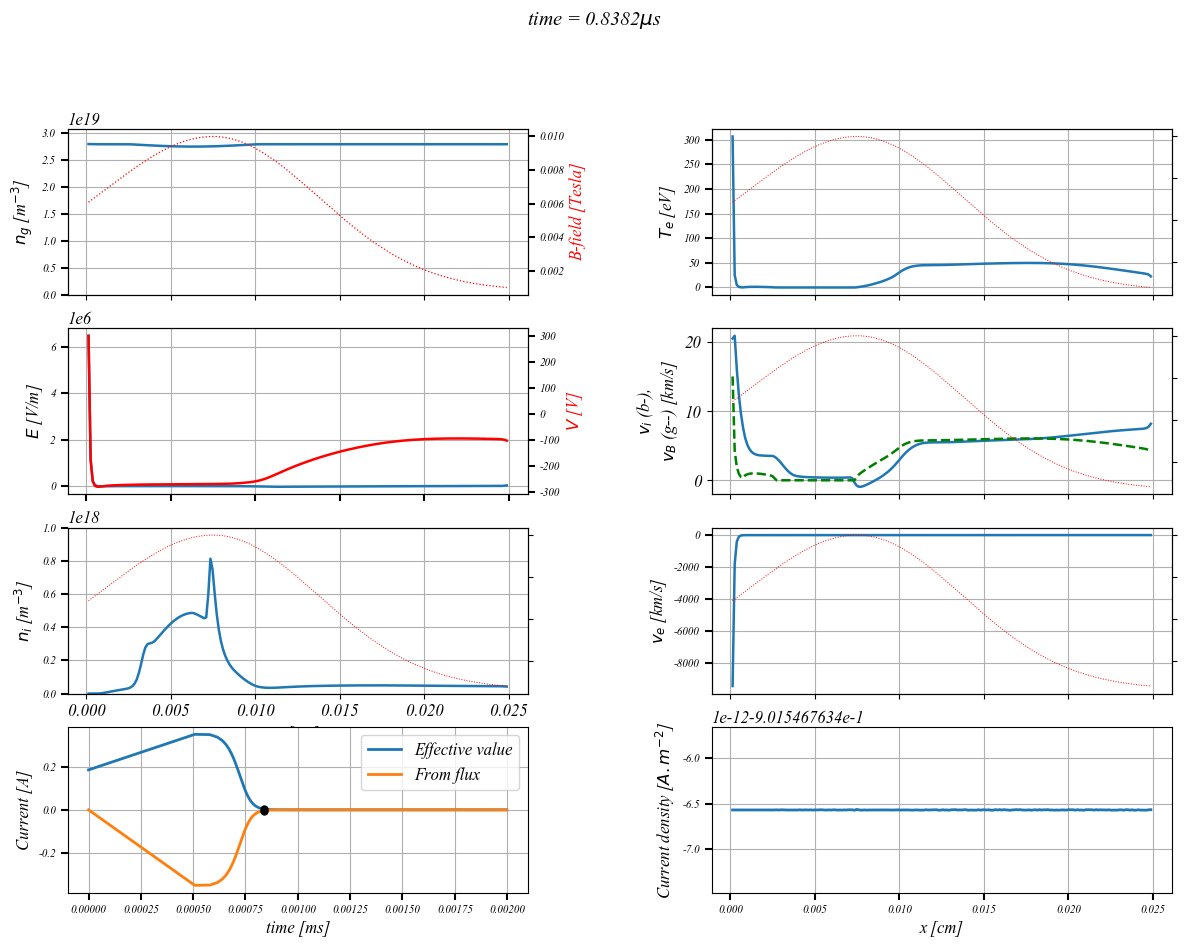 time = 0.8382μs
1e19
3.0
2.5
2.0
1.5
1.0
0.5
0.0
n_g [m⁻³]
0.010
0.008
0.006
0.004
0.002
B-field [Tesla]
300
250
200
150
100
50
0
T_e [eV]
1e6
6
4
2
0
E [V/m]
300
200
100
0
-100
-200
-300
V [V]
20
10
0
v_i (b-),
v_B (g--) [km/s]
1e18
1.0
0.8
0.6
0.4
0.2
0.0
n_i [m⁻³]
0.000 0.005 0.010 0.015 0.020 0.025
0
-2000
-4000
-6000
-8000
v_e [km/s]
Effective value
From flux
0.2
0.0
-0.2
Current [A]
0.00000 0.00025 0.00050 0.00075 0.00100 0.00125 0.00150 0.00175 0.00200
time [ms]
1e-12-9.015467634e-1
-6.0
-6.5
-7.0
Current density [A.m⁻²]
0.000 0.005 0.010 0.015 0.020 0.025
x [cm]